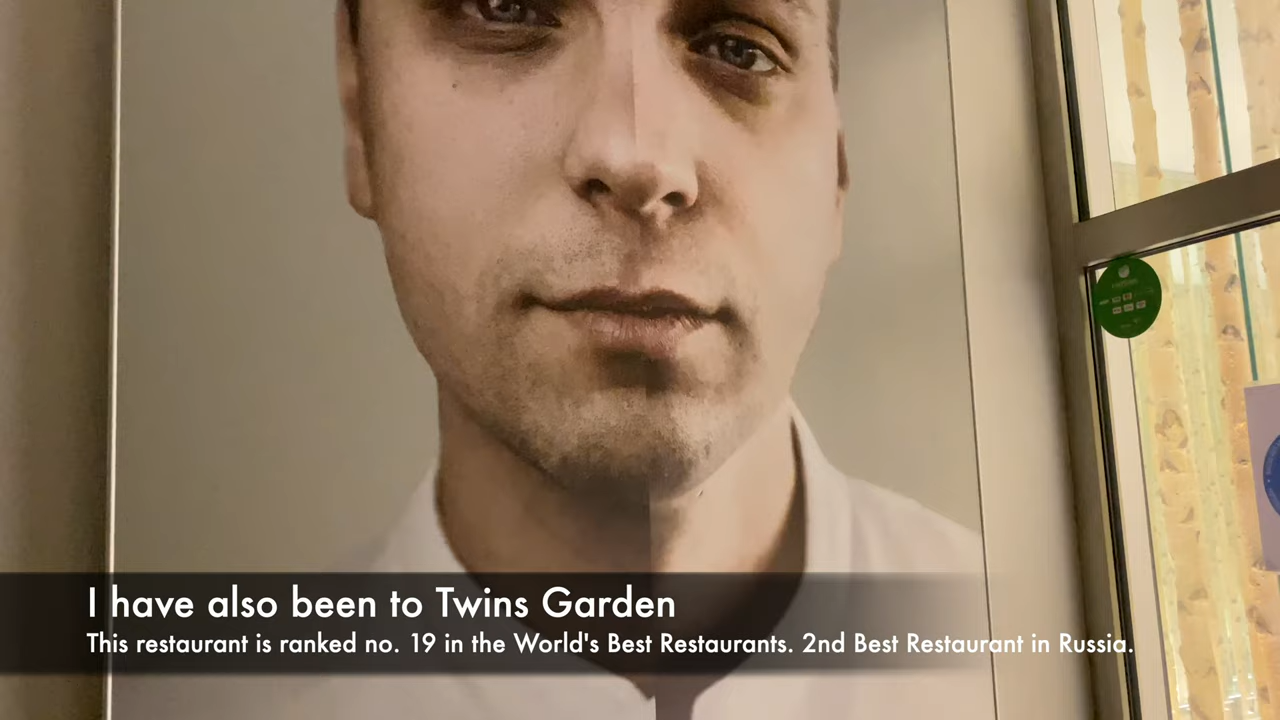 I have also been to Twins Garden
This restaurant is ranked no. 19 in the World's Best Restaurants. 2nd Best Restaurant in Russia.